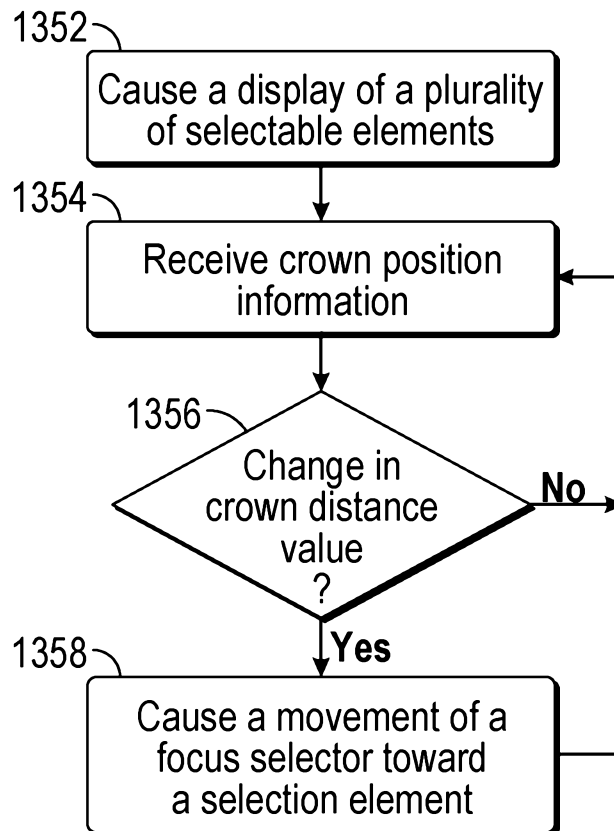 1352
Cause a display of a plurality
of selectable elements
1354
Receive crown position
information
1356
Change in
crown distance
value
?
No
Yes
1358
Cause a movement of a
focus selector toward
a selection element